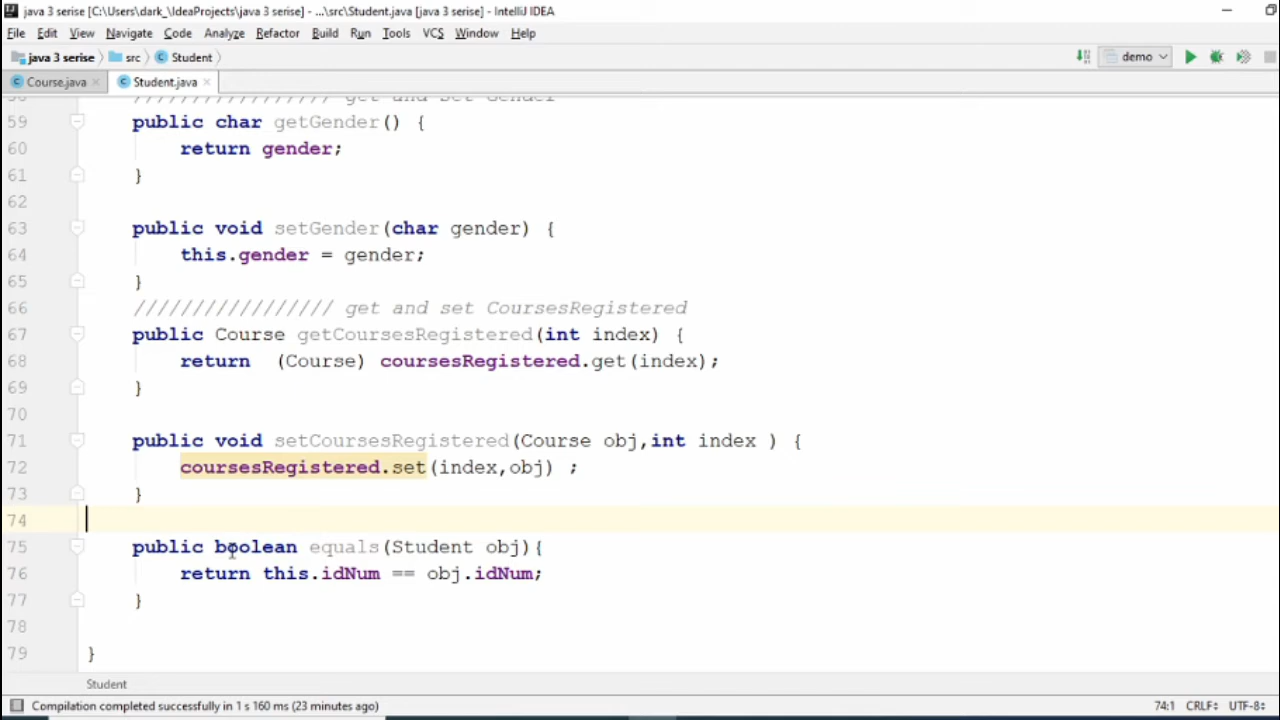 java 3 serise [C:\Users\dark_\IdeaProjects\java 3 serise] - ...\src\Student.java [java 3 serise] - IntelliJ IDEA
File Edit View Navigate Code Analyze Refactor Build Run Tools VCS Window Help
java 3 serise src Student demo
Course.java Student.java
58 ///////////////// get and set Gender
59 public char getGender() {
60 return gender;
61 }
62
63 public void setGender(char gender) {
64 this.gender = gender;
65 }
66 ///////////////// get and set CoursesRegistered
67 public Course getCoursesRegistered(int index) {
68 return (Course) coursesRegistered.get(index);
69 }
70
71 public void setCoursesRegistered(Course obj,int index ) {
72 coursesRegistered.set(index,obj) ;
73 }
74
75 public boolean equals(Student obj){
76 return this.idNum == obj.idNum;
77 }
78
79 }
Student
Compilation completed successfully in 1 s 160 ms (23 minutes ago) 74:1 CRLF UTF-8